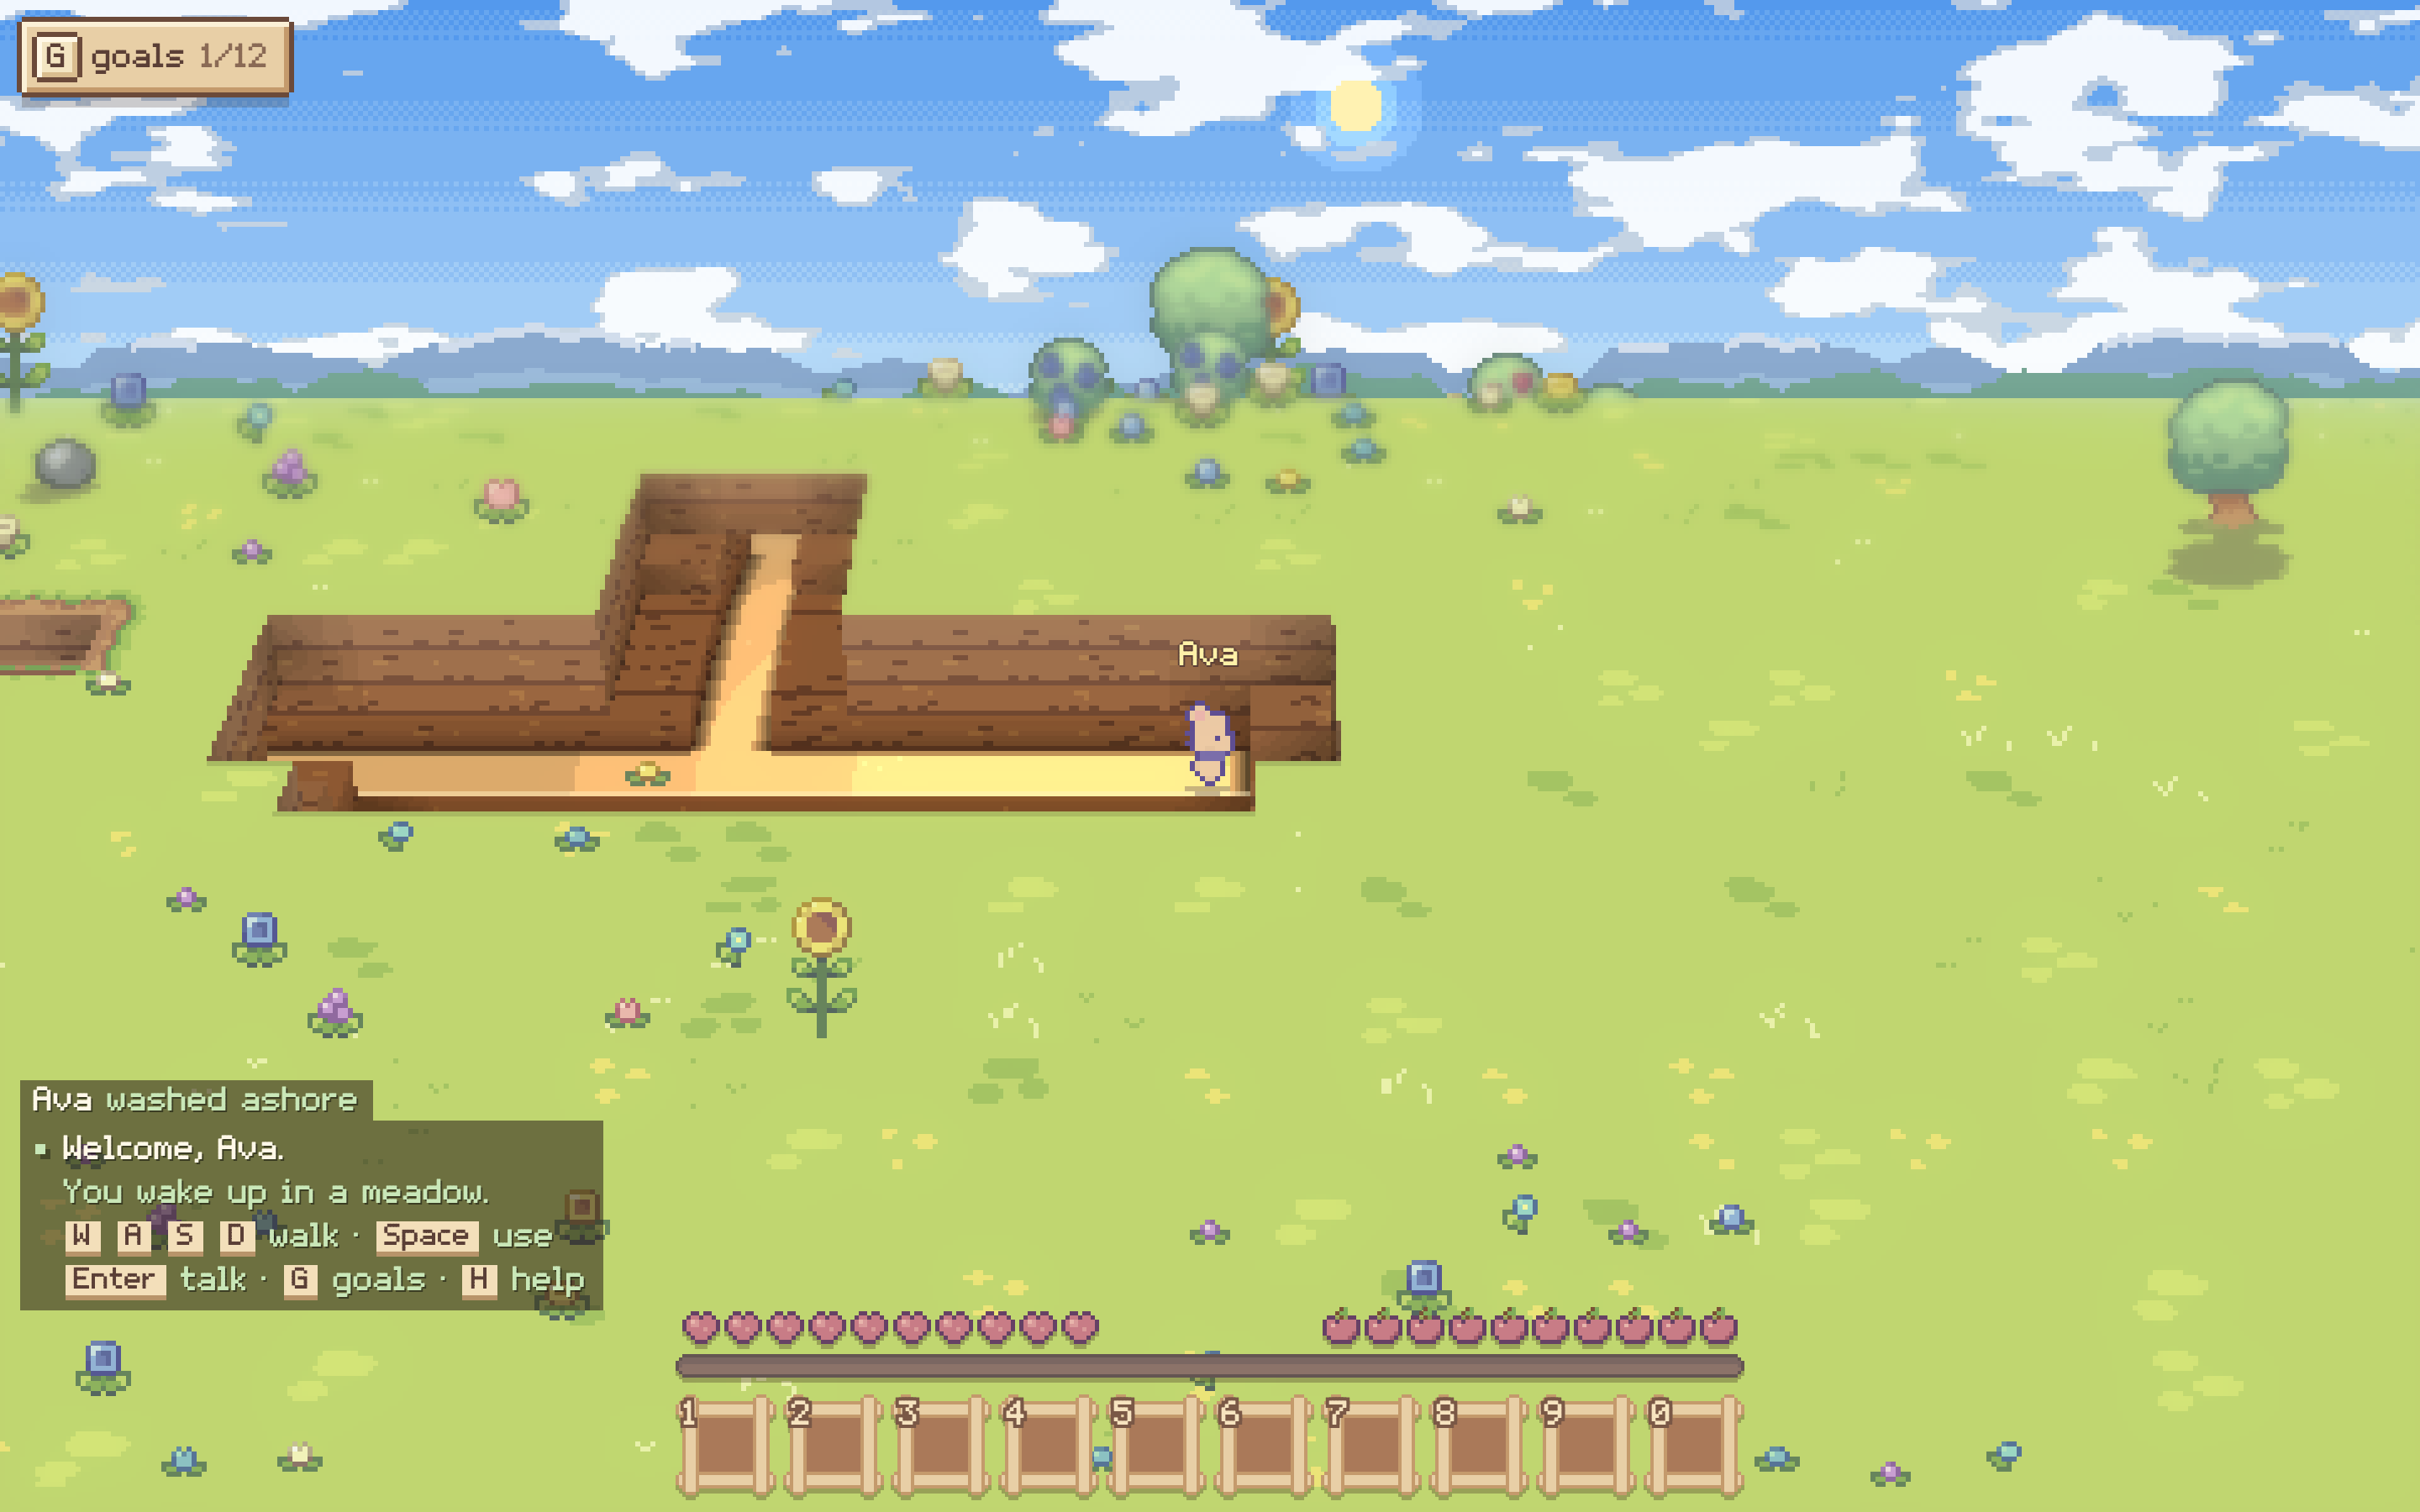 G goals 1/12
Ava
Ava washed ashore
Welcome, Ava.
You wake up in a meadow.
W A S D walk · Space use
Enter talk · G goals · H help
1 2 3 4 5 6 7 8 9 0